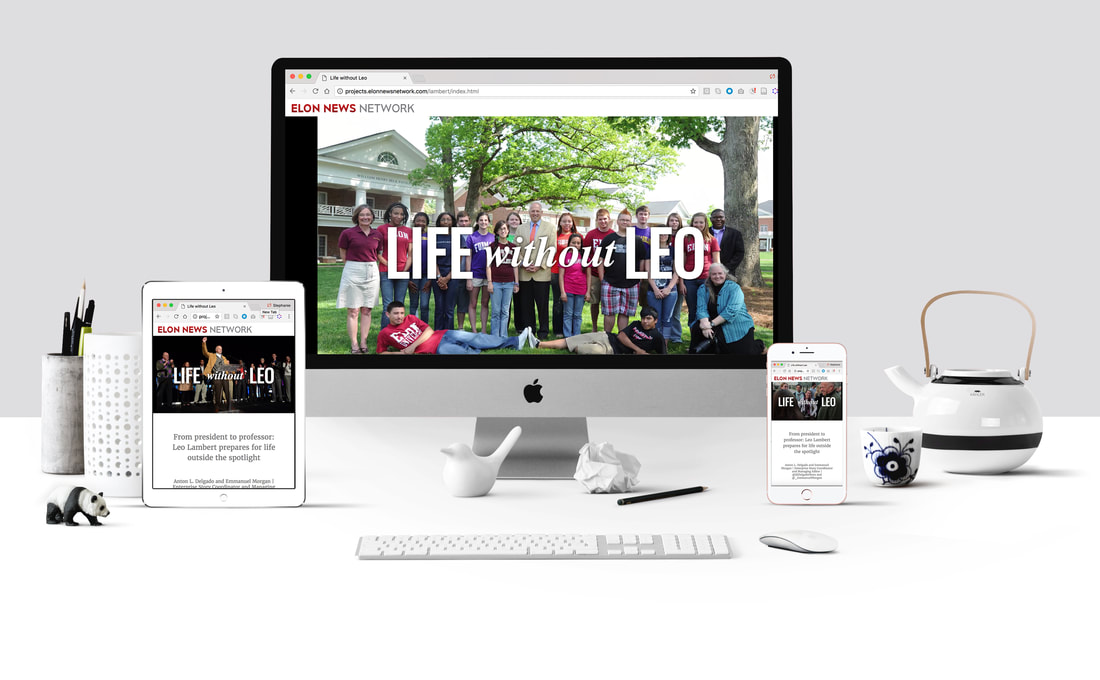 Life without Leo
projects.elonnewsnetwork.com/lambert/index.html
ELON NEWS NETWORK
LIFE without LEO
Life without Leo
Stephanie
New Tab
proj...
ELON NEWS NETWORK
LIFE without LEO
From president to professor:
Leo Lambert prepares for life
outside the spotlight
Anton L. Delgado and Emmanuel Morgan |
Enterprise Story Coordinator and Managing
Life without Leo
ELON NEWS NETWORK
LIFE without LEO
From president to
professor: Leo Lambert
prepares for life outside
the spotlight
Anton L. Delgado and Emmanuel
Morgan | Enterprise Story Coordinator
and Managing Editor |